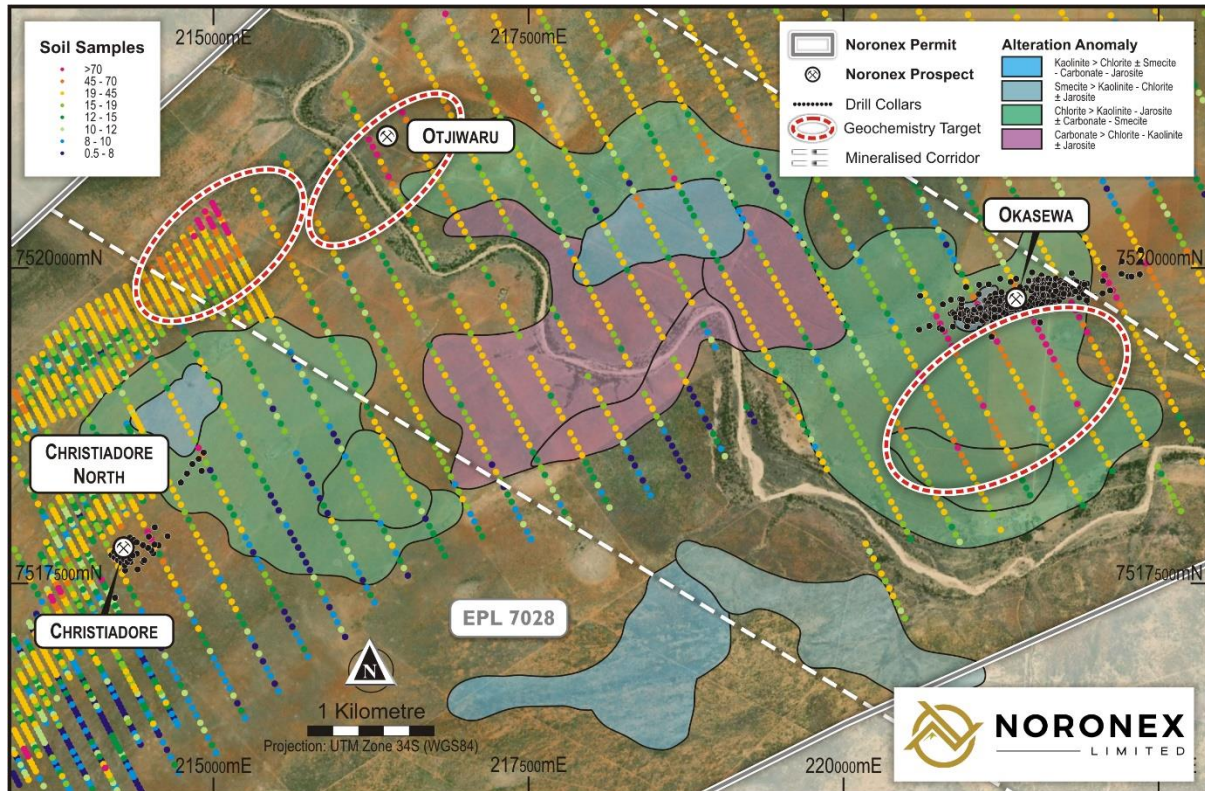 Soil Samples
>70
45 - 70
19 - 45
15 - 19
12 - 15
10 - 12
8 - 10
0.5 - 8
215000mE
217500mE
Noronex Permit
Noronex Prospect
Drill Collars
Geochemistry Target
Mineralised Corridor
Alteration Anomaly
Kaolinite > Chlorite ± Smecite
- Carbonate - Jarosite
Smecite > Kaolinite - Chlorite
± Jarosite
Chlorite > Kaolinite - Jarosite
± Carbonate - Smecite
Carbonate > Chlorite - Kaolinite
± Jarosite
OTJIWARU
OKASEWA
7520000mN
7520000mN
CHRISTIADORE
NORTH
7517500mN
7517500mN
CHRISTIADORE
EPL 7028
N
1 Kilometre
Projection: UTM Zone 34S (WGS84)
215000mE
217500mE
220000mE
NORONEX
LIMITED